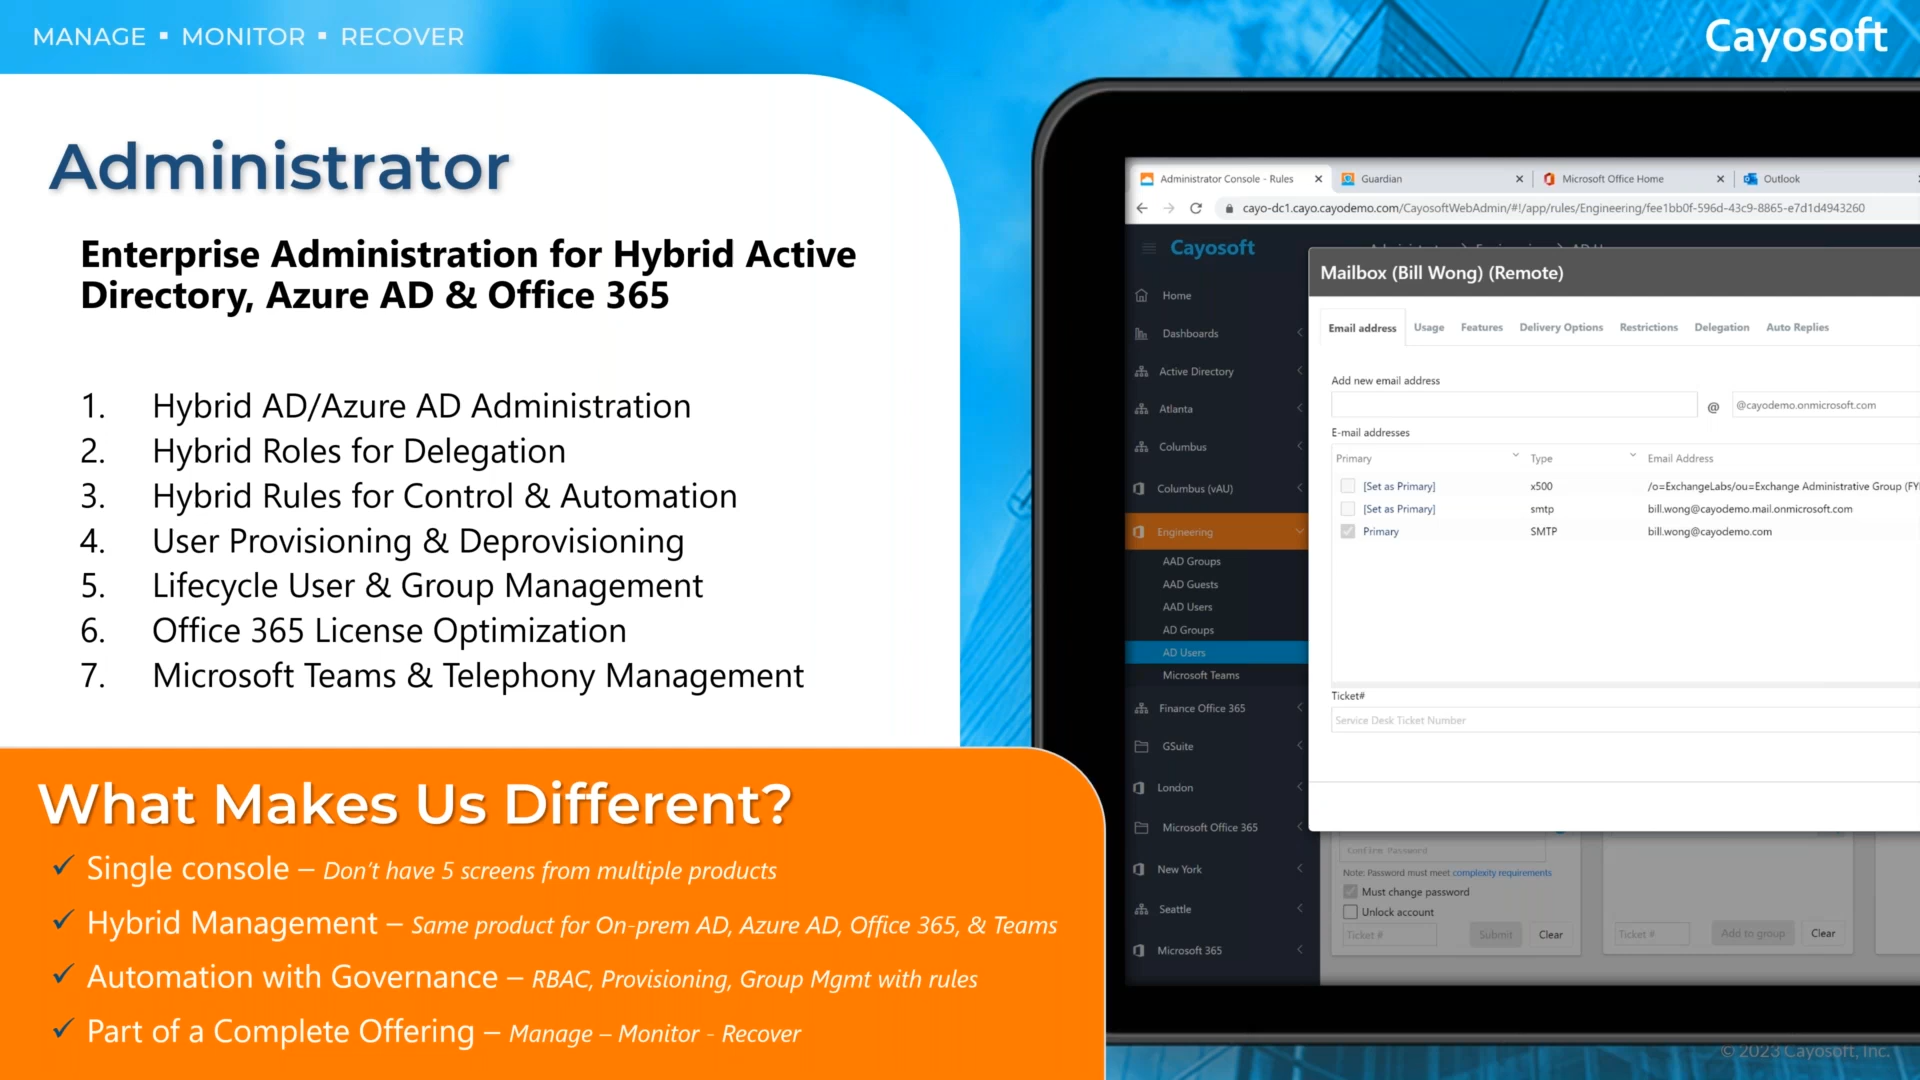 MANAGE ▪ MONITOR ▪ RECOVER
Cayosoft
Administrator
Enterprise Administration for Hybrid Active
Directory, Azure AD & Office 365
1. Hybrid AD/Azure AD Administration
2. Hybrid Roles for Delegation
3. Hybrid Rules for Control & Automation
4. User Provisioning & Deprovisioning
5. Lifecycle User & Group Management
6. Office 365 License Optimization
7. Microsoft Teams & Telephony Management
What Makes Us Different?
✓ Single console – Don't have 5 screens from multiple products
✓ Hybrid Management – Same product for On-prem AD, Azure AD, Office 365, & Teams
✓ Automation with Governance – RBAC, Provisioning, Group Mgmt with rules
✓ Part of a Complete Offering – Manage – Monitor - Recover
Administrator Console - Rules
Guardian
Microsoft Office Home
Outlook
cayo-dc1.cayo.cayodemo.com/CayosoftWebAdmin/#!/app/rules/Engineering/fee1bb0f-596d-43c9-8865-e7d1d4943260
Cayosoft
Home
Dashboards
Active Directory
Atlanta
Columbus
Columbus (vAU)
Engineering
AAD Groups
AAD Guests
AAD Users
AD Groups
AD Users
Microsoft Teams
Finance Office 365
GSuite
London
Microsoft Office 365
New York
Seattle
Microsoft 365
Mailbox (Bill Wong) (Remote)
Email address Usage Features Delivery Options Restrictions Delegation Auto Replies
Add new email address
@ @cayodemo.onmicrosoft.com
E-mail addresses
Primary Type Email Address
[Set as Primary] x500 /o=ExchangeLabs/ou=Exchange Administrative Group (FY
[Set as Primary] smtp bill.wong@cayodemo.mail.onmicrosoft.com
Primary SMTP bill.wong@cayodemo.com
Ticket#
Service Desk Ticket Number
Confirm Password
Note: Password must meet complexity requirements
Must change password
Unlock account
Ticket # Submit Clear
Ticket # Add to group Clear
© 2023 Cayosoft, Inc.